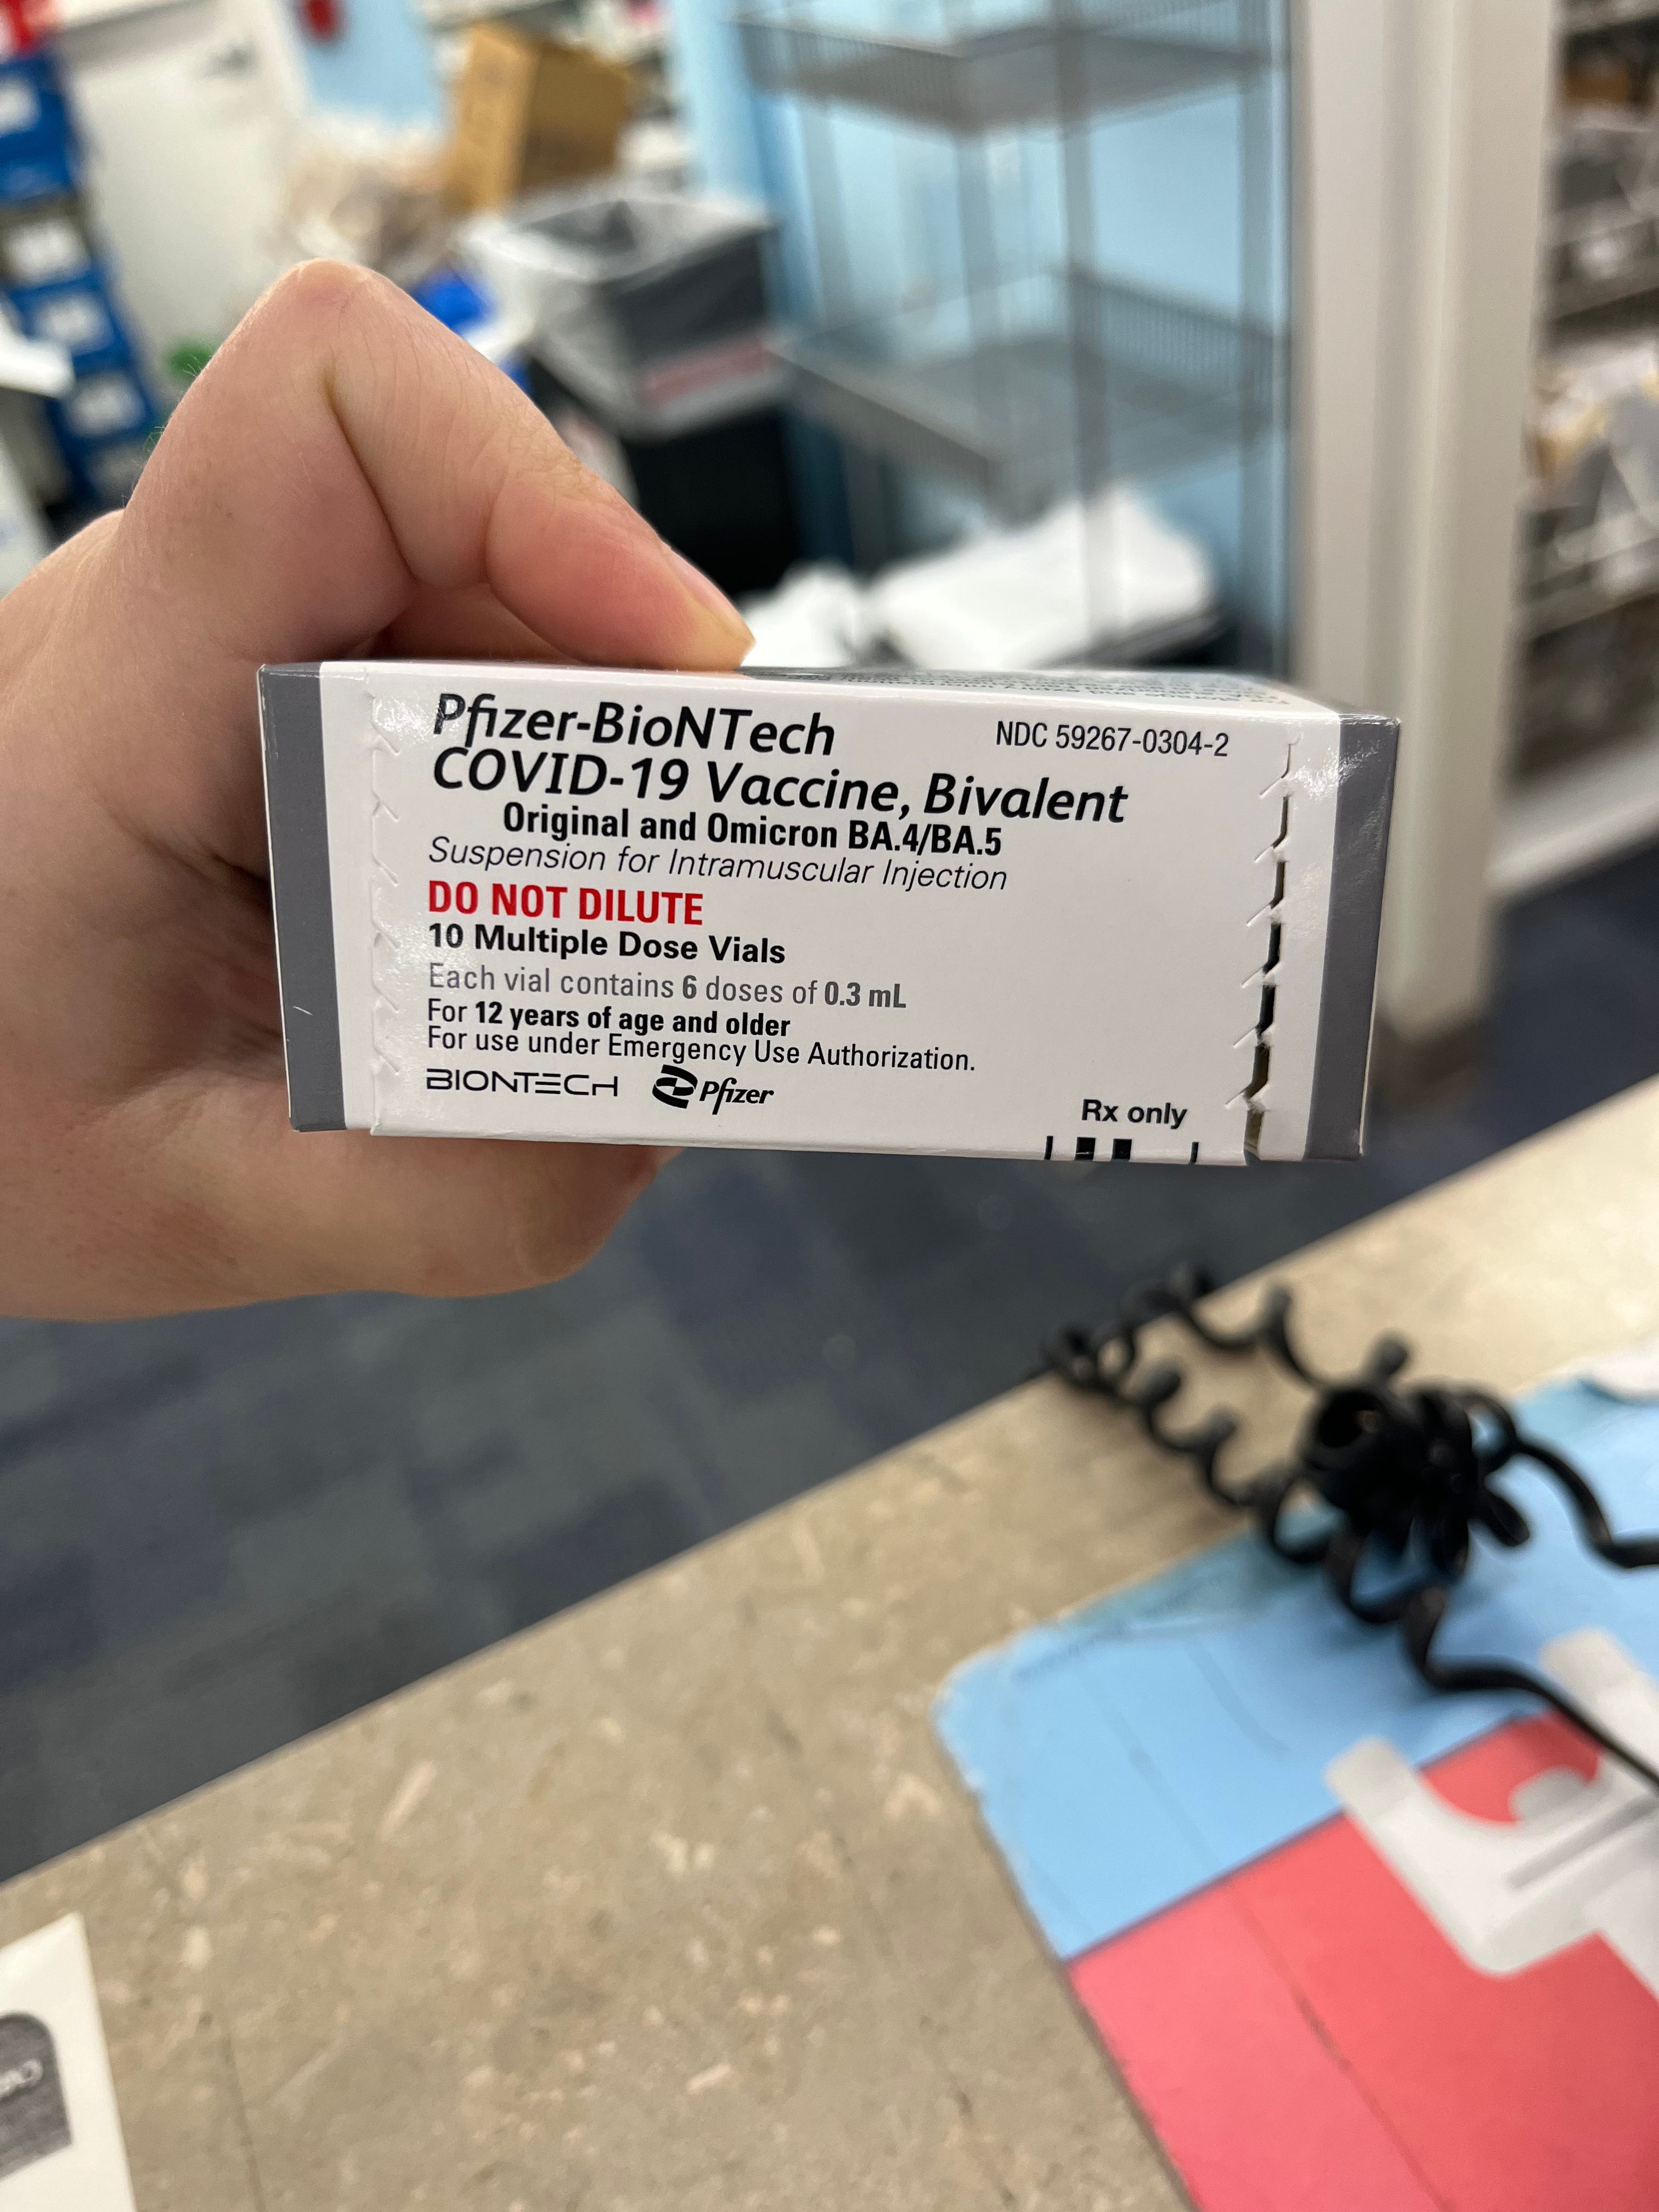 Pfizer-BioNTech
NDC 59267-0304-2
COVID-19 Vaccine, Bivalent
Original and Omicron BA.4/BA.5
Suspension for Intramuscular Injection
DO NOT DILUTE
10 Multiple Dose Vials
Each vial contains 6 doses of 0.3 mL
For 12 years of age and older
For use under Emergency Use Authorization.
BIONTECH Pfizer
Rx only